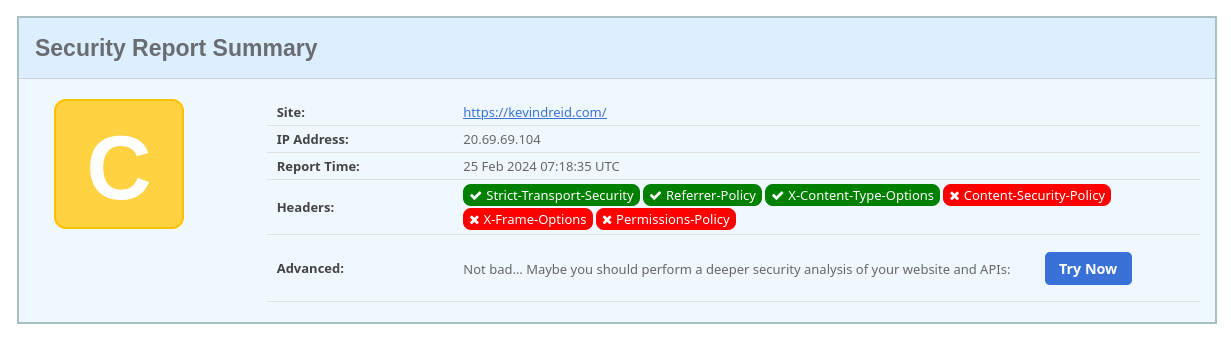 Security Report Summary
C
Site: https://kevindreid.com/
IP Address: 20.69.69.104
Report Time: 25 Feb 2024 07:18:35 UTC
Headers: Strict-Transport-Security Referrer-Policy X-Content-Type-Options Content-Security-Policy
X-Frame-Options Permissions-Policy
Advanced: Not bad... Maybe you should perform a deeper security analysis of your website and APIs: Try Now